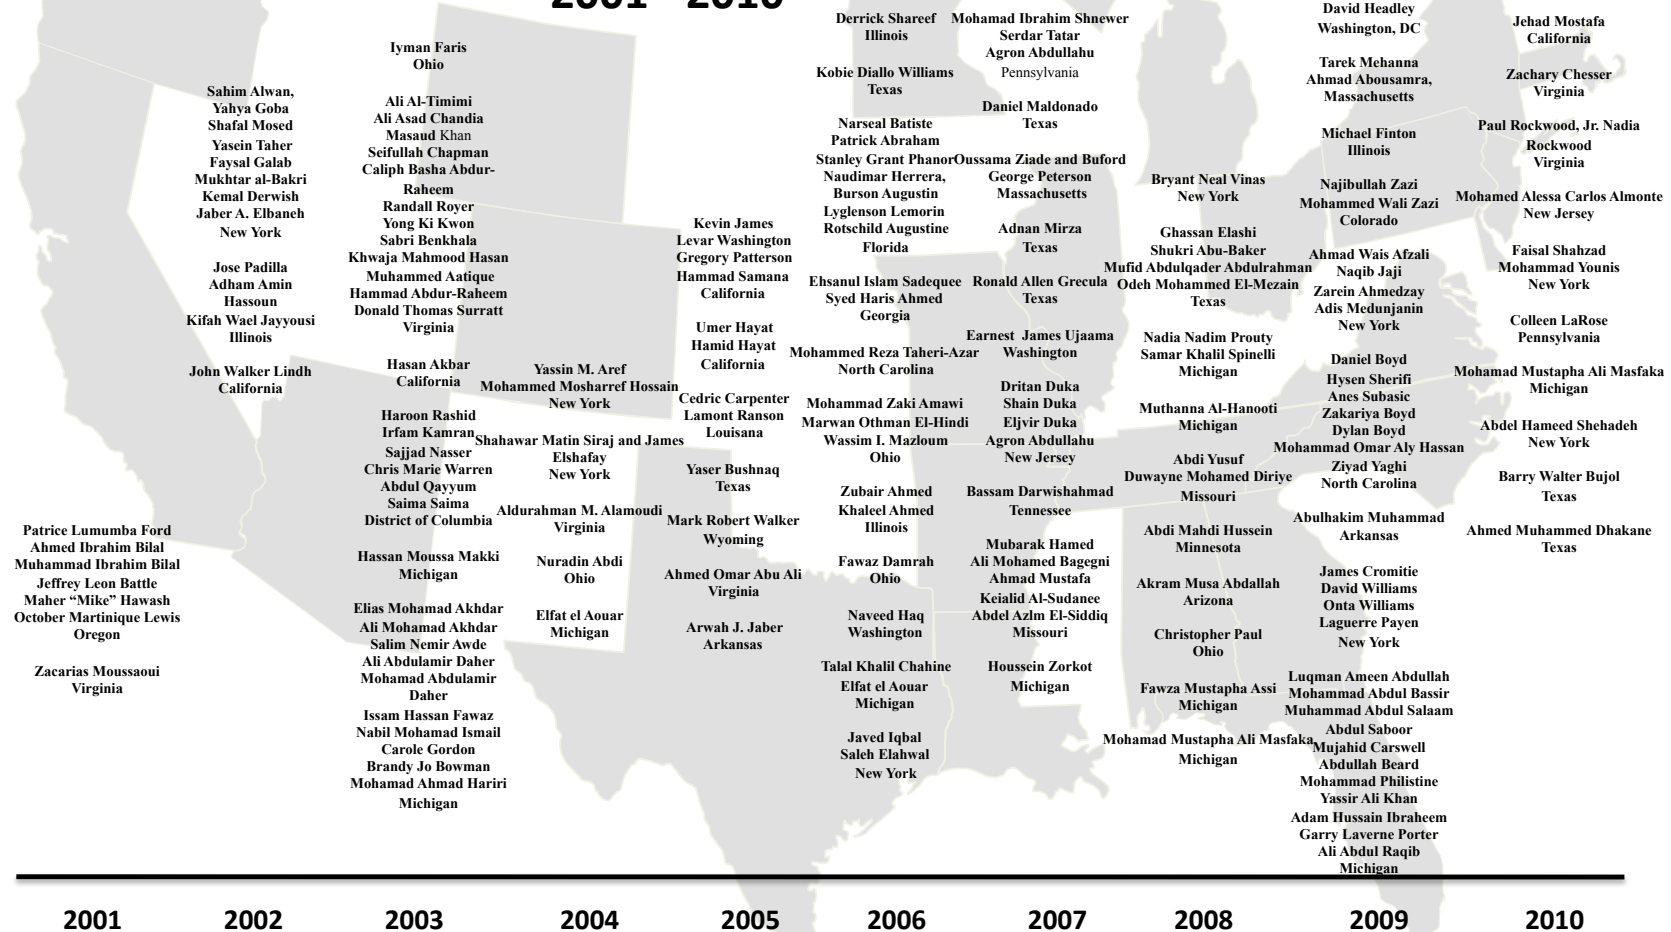 Patrice Lumumba Ford
Ahmed Ibrahim Bilal
Muhammad Ibrahim Bilal
Jeffrey Leon Battle
Maher “Mike” Hawash
October Martinique Lewis
Oregon
Zacarias Moussaoui
Virginia
2001
Sahim Alwan,
Yahya Goba
Shafal Mosed
Yasein Taher
Faysal Galab
Mukhtar al-Bakri
Kemal Derwish
Jaber A. Elbaneh
New York
Jose Padilla
Adham Amin
Hassoun
Kifah Wael Jayyousi
Illinois
John Walker Lindh
California
2002
Iyman Faris
Ohio
Ali Al-Timimi
Ali Asad Chandia
Masaud Khan
Seifullah Chapman
Caliph Basha Abdur-
Raheem
Randall Royer
Yong Ki Kwon
Sabri Benkhala
Khwaja Mahmood Hasan
Muhammed Aatique
Hammad Abdur-Raheem
Donald Thomas Surratt
Virginia
Hasan Akbar
California
Haroon Rashid
Irfam Kamran
Sajjad Nasser
Chris Marie Warren
Abdul Qayyum
Saima Saima
District of Columbia
Hassan Moussa Makki
Michigan
Elias Mohamad Akhdar
Ali Mohamad Akhdar
Salim Nemir Awde
Ali Abdulamir Daher
Mohamad Abdulamir
Daher
Issam Hassan Fawaz
Nabil Mohamad Ismail
Carole Gordon
Brandy Jo Bowman
Mohamad Ahmad Hariri
Michigan
2003
Yassin M. Aref
Mohammed Mosharref Hossain
New York
Shahawar Matin Siraj and James
Elshafay
New York
Aldurahman M. Alamoudi
Virginia
Nuradin Abdi
Ohio
Elfat el Aouar
Michigan
2004
Kevin James
Levar Washington
Gregory Patterson
Hammad Samana
California
Umer Hayat
Hamid Hayat
California
Cedric Carpenter
Lamont Ranson
Louisana
Yaser Bushnaq
Texas
Mark Robert Walker
Wyoming
Ahmed Omar Abu Ali
Virginia
Arwah J. Jaber
Arkansas
2005
Derrick Shareef
Illinois
Kobie Diallo Williams
Texas
Narseal Batiste
Patrick Abraham
Stanley Grant Phanor
Naudimar Herrera,
Burson Augustin
Lyglenson Lemorin
Rotschild Augustine
Florida
Ehsanul Islam Sadequee
Syed Haris Ahmed
Georgia
Mohammed Reza Taheri-Azar
North Carolina
Mohammad Zaki Amawi
Marwan Othman El-Hindi
Wassim I. Mazloum
Ohio
Zubair Ahmed
Khaleel Ahmed
Illinois
Fawaz Damrah
Ohio
Naveed Haq
Washington
Talal Khalil Chahine
Elfat el Aouar
Michigan
Javed Iqbal
Saleh Elahwal
New York
2006
Mohamad Ibrahim Shnewer
Serdar Tatar
Agron Abdullahu
Pennsylvania
Daniel Maldonado
Texas
Oussama Ziade and Buford
George Peterson
Massachusetts
Adnan Mirza
Texas
Ronald Allen Grecula
Texas
Earnest James Ujaama
Washington
Dritan Duka
Shain Duka
Eljvir Duka
Agron Abdullahu
New Jersey
Bassam Darwishahmad
Tennessee
Mubarak Hamed
Ali Mohamed Bagegni
Ahmad Mustafa
Keialid Al-Sudanee
Abdel Azlm El-Siddiq
Missouri
Houssein Zorkot
Michigan
2007
Bryant Neal Vinas
New York
Ghassan Elashi
Shukri Abu-Baker
Mufid Abdulqader Abdulrahman
Odeh Mohammed El-Mezain
Texas
Nadia Nadim Prouty
Samar Khalil Spinelli
Michigan
Muthanna Al-Hanooti
Michigan
Abdi Yusuf
Duwayne Mohamed Diriye
Missouri
Abdi Mahdi Hussein
Minnesota
Akram Musa Abdallah
Arizona
Christopher Paul
Ohio
Fawza Mustapha Assi
Michigan
Mohamad Mustapha Ali Masfaka
Michigan
2008
David Headley
Washington, DC
Tarek Mehanna
Ahmad Abousamra,
Massachusetts
Michael Finton
Illinois
Najibullah Zazi
Mohammed Wali Zazi
Colorado
Ahmad Wais Afzali
Naqib Jaji
Zarein Ahmedzay
Adis Medunjanin
New York
Daniel Boyd
Hysen Sherifi
Anes Subasic
Zakariya Boyd
Dylan Boyd
Mohammad Omar Aly Hassan
Ziyad Yaghi
North Carolina
Abulhakim Muhammad
Arkansas
James Cromitie
David Williams
Onta Williams
Laguerre Payen
New York
Luqman Ameen Abdullah
Mohammad Abdul Bassir
Muhammad Abdul Salaam
Abdul Saboor
Mujahid Carswell
Abdullah Beard
Mohammad Philistine
Yassir Ali Khan
Adam Hussain Ibraheem
Garry Laverne Porter
Ali Abdul Raqib
Michigan
2009
Jehad Mostafa
California
Zachary Chesser
Virginia
Paul Rockwood, Jr. Nadia
Rockwood
Virginia
Mohamed Alessa Carlos Almonte
New Jersey
Faisal Shahzad
Mohammad Younis
New York
Colleen LaRose
Pennsylvania
Mohamad Mustapha Ali Masfaka
Michigan
Abdel Hameed Shehadeh
New York
Barry Walter Bujol
Texas
Ahmed Muhammed Dhakane
Texas
2010